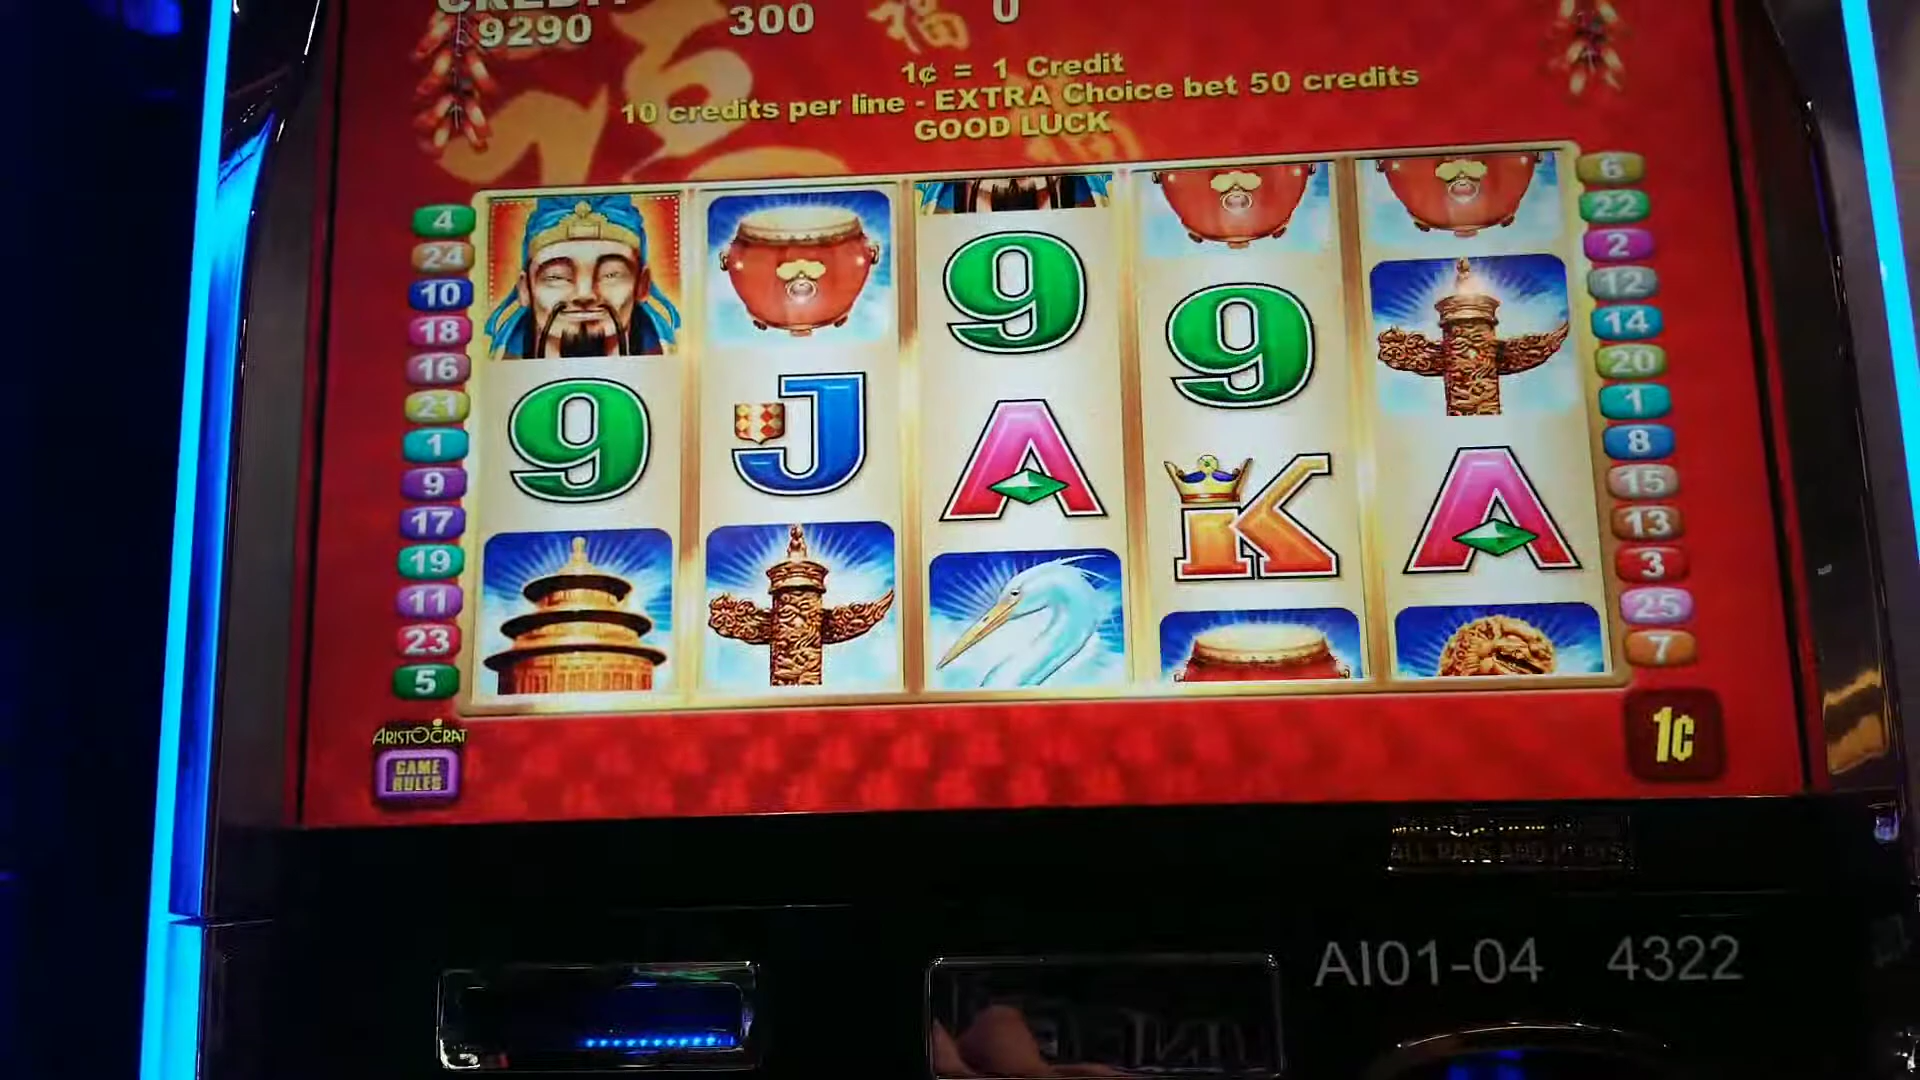 CREDIT
9290 300 0
1¢ = 1 Credit
10 credits per line - EXTRA Choice bet 50 credits
GOOD LUCK
4
24
10
18
16
21
1
9
17
19
11
23
5
9
9
9
J
A
K
A
6
22
2
12
14
20
1
8
15
13
3
25
7
ARISTOCRAT
GAME
RULES
1¢
ALL PAYS AND PLAYS
AI01-04 4322